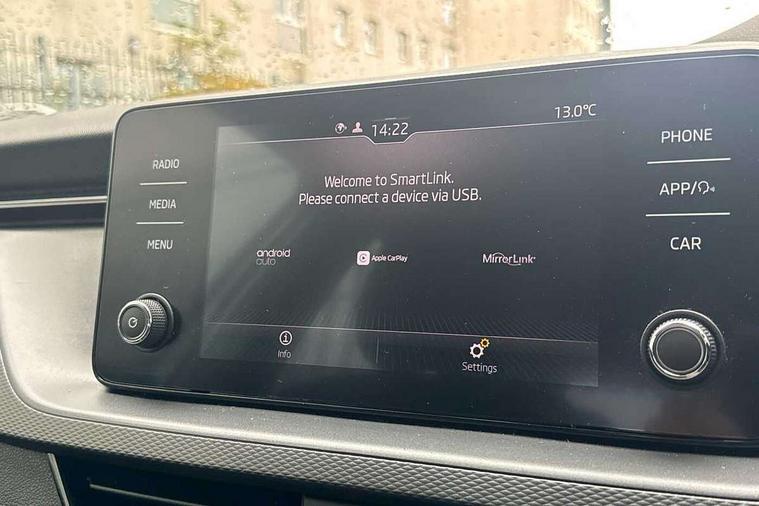 14:22
13.0°C
RADIO
MEDIA
MENU
Welcome to SmartLink.
Please connect a device via USB.
android
auto
Apple CarPlay
MirrorLink
Info
Settings
PHONE
APP/
CAR